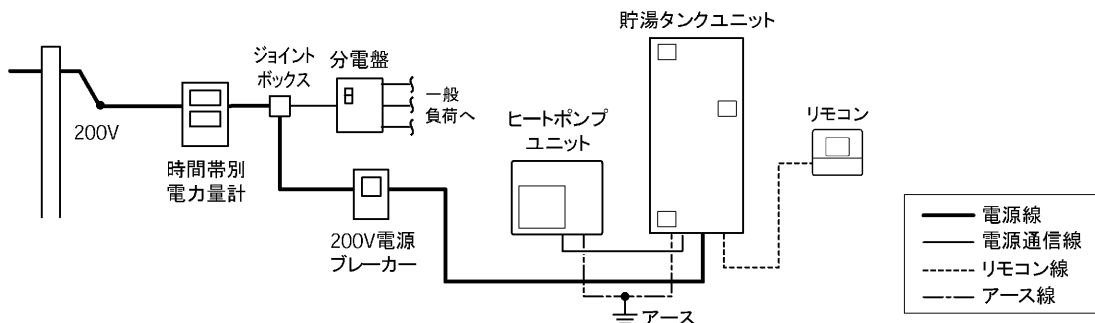 貯湯タンクユニット
ジョイント
ボックス
分電盤
一般
負荷へ
ヒートポンプ
ユニット
リモコン
200V
時間帯別
電力量計
200V電源
ブレーカー
アース
電源線
電源通信線
リモコン線
アース線